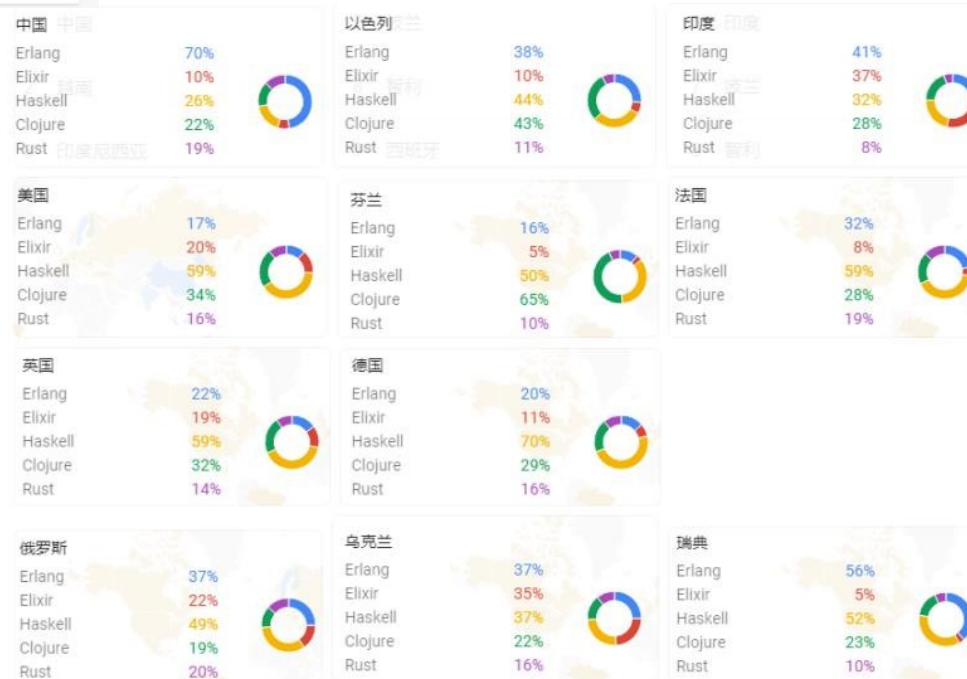 中国
Erlang 70%
Elixir 10%
Haskell 26%
Clojure 22%
Rust 19%
以色列
Erlang 38%
Elixir 10%
Haskell 44%
Clojure 43%
Rust 11%
印度
Erlang 41%
Elixir 37%
Haskell 32%
Clojure 28%
Rust 8%
美国
Erlang 17%
Elixir 20%
Haskell 59%
Clojure 34%
Rust 16%
芬兰
Erlang 16%
Elixir 5%
Haskell 50%
Clojure 65%
Rust 10%
法国
Erlang 32%
Elixir 8%
Haskell 59%
Clojure 28%
Rust 19%
英国
Erlang 22%
Elixir 19%
Haskell 59%
Clojure 32%
Rust 14%
德国
Erlang 20%
Elixir 11%
Haskell 70%
Clojure 29%
Rust 16%
俄罗斯
Erlang 37%
Elixir 22%
Haskell 49%
Clojure 19%
Rust 20%
乌克兰
Erlang 37%
Elixir 35%
Haskell 37%
Clojure 22%
Rust 16%
瑞典
Erlang 56%
Elixir 5%
Haskell 52%
Clojure 23%
Rust 10%